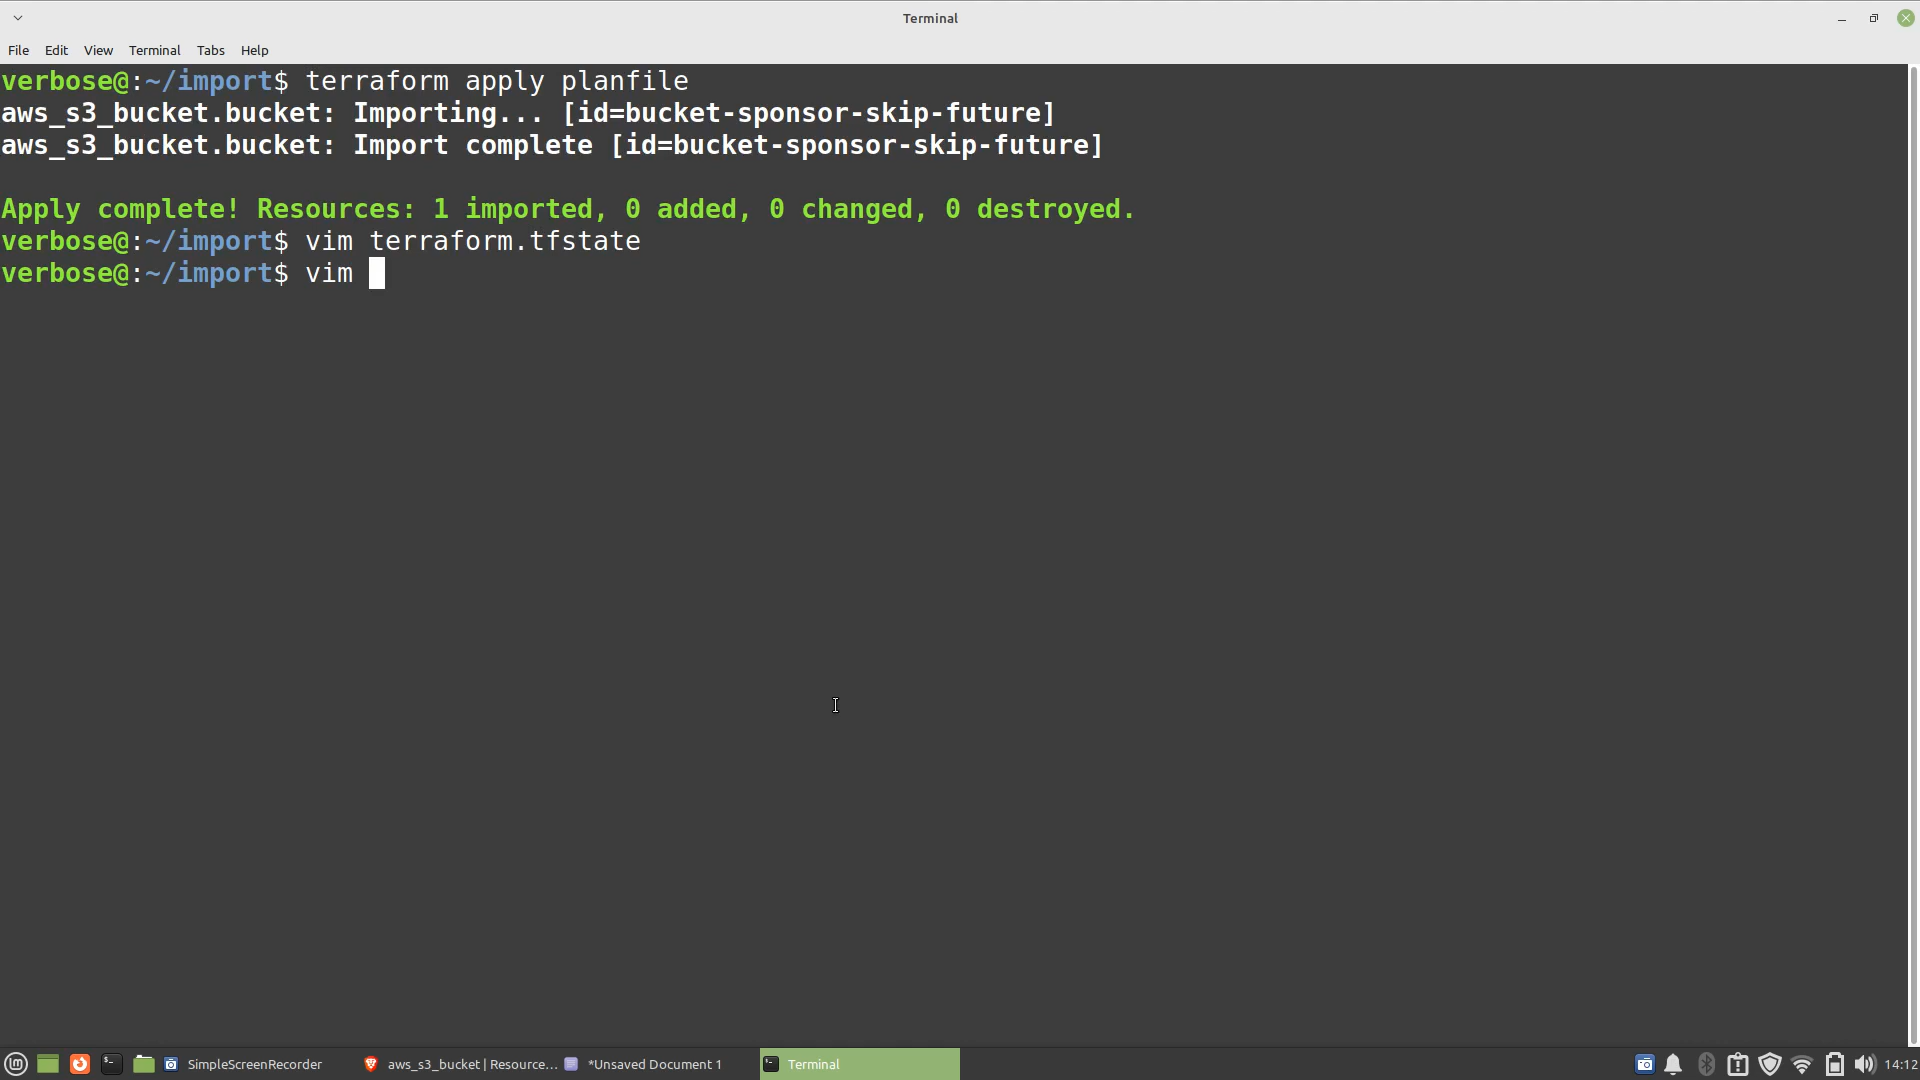 Terminal
File Edit View Terminal Tabs Help
verbose@:~/import$ terraform apply planfile
aws_s3_bucket.bucket: Importing... [id=bucket-sponsor-skip-future]
aws_s3_bucket.bucket: Import complete [id=bucket-sponsor-skip-future]
Apply complete! Resources: 1 imported, 0 added, 0 changed, 0 destroyed.
verbose@:~/import$ vim terraform.tfstate
verbose@:~/import$ vim
SimpleScreenRecorder aws_s3_bucket | Resource... *Unsaved Document 1 Terminal 14:12